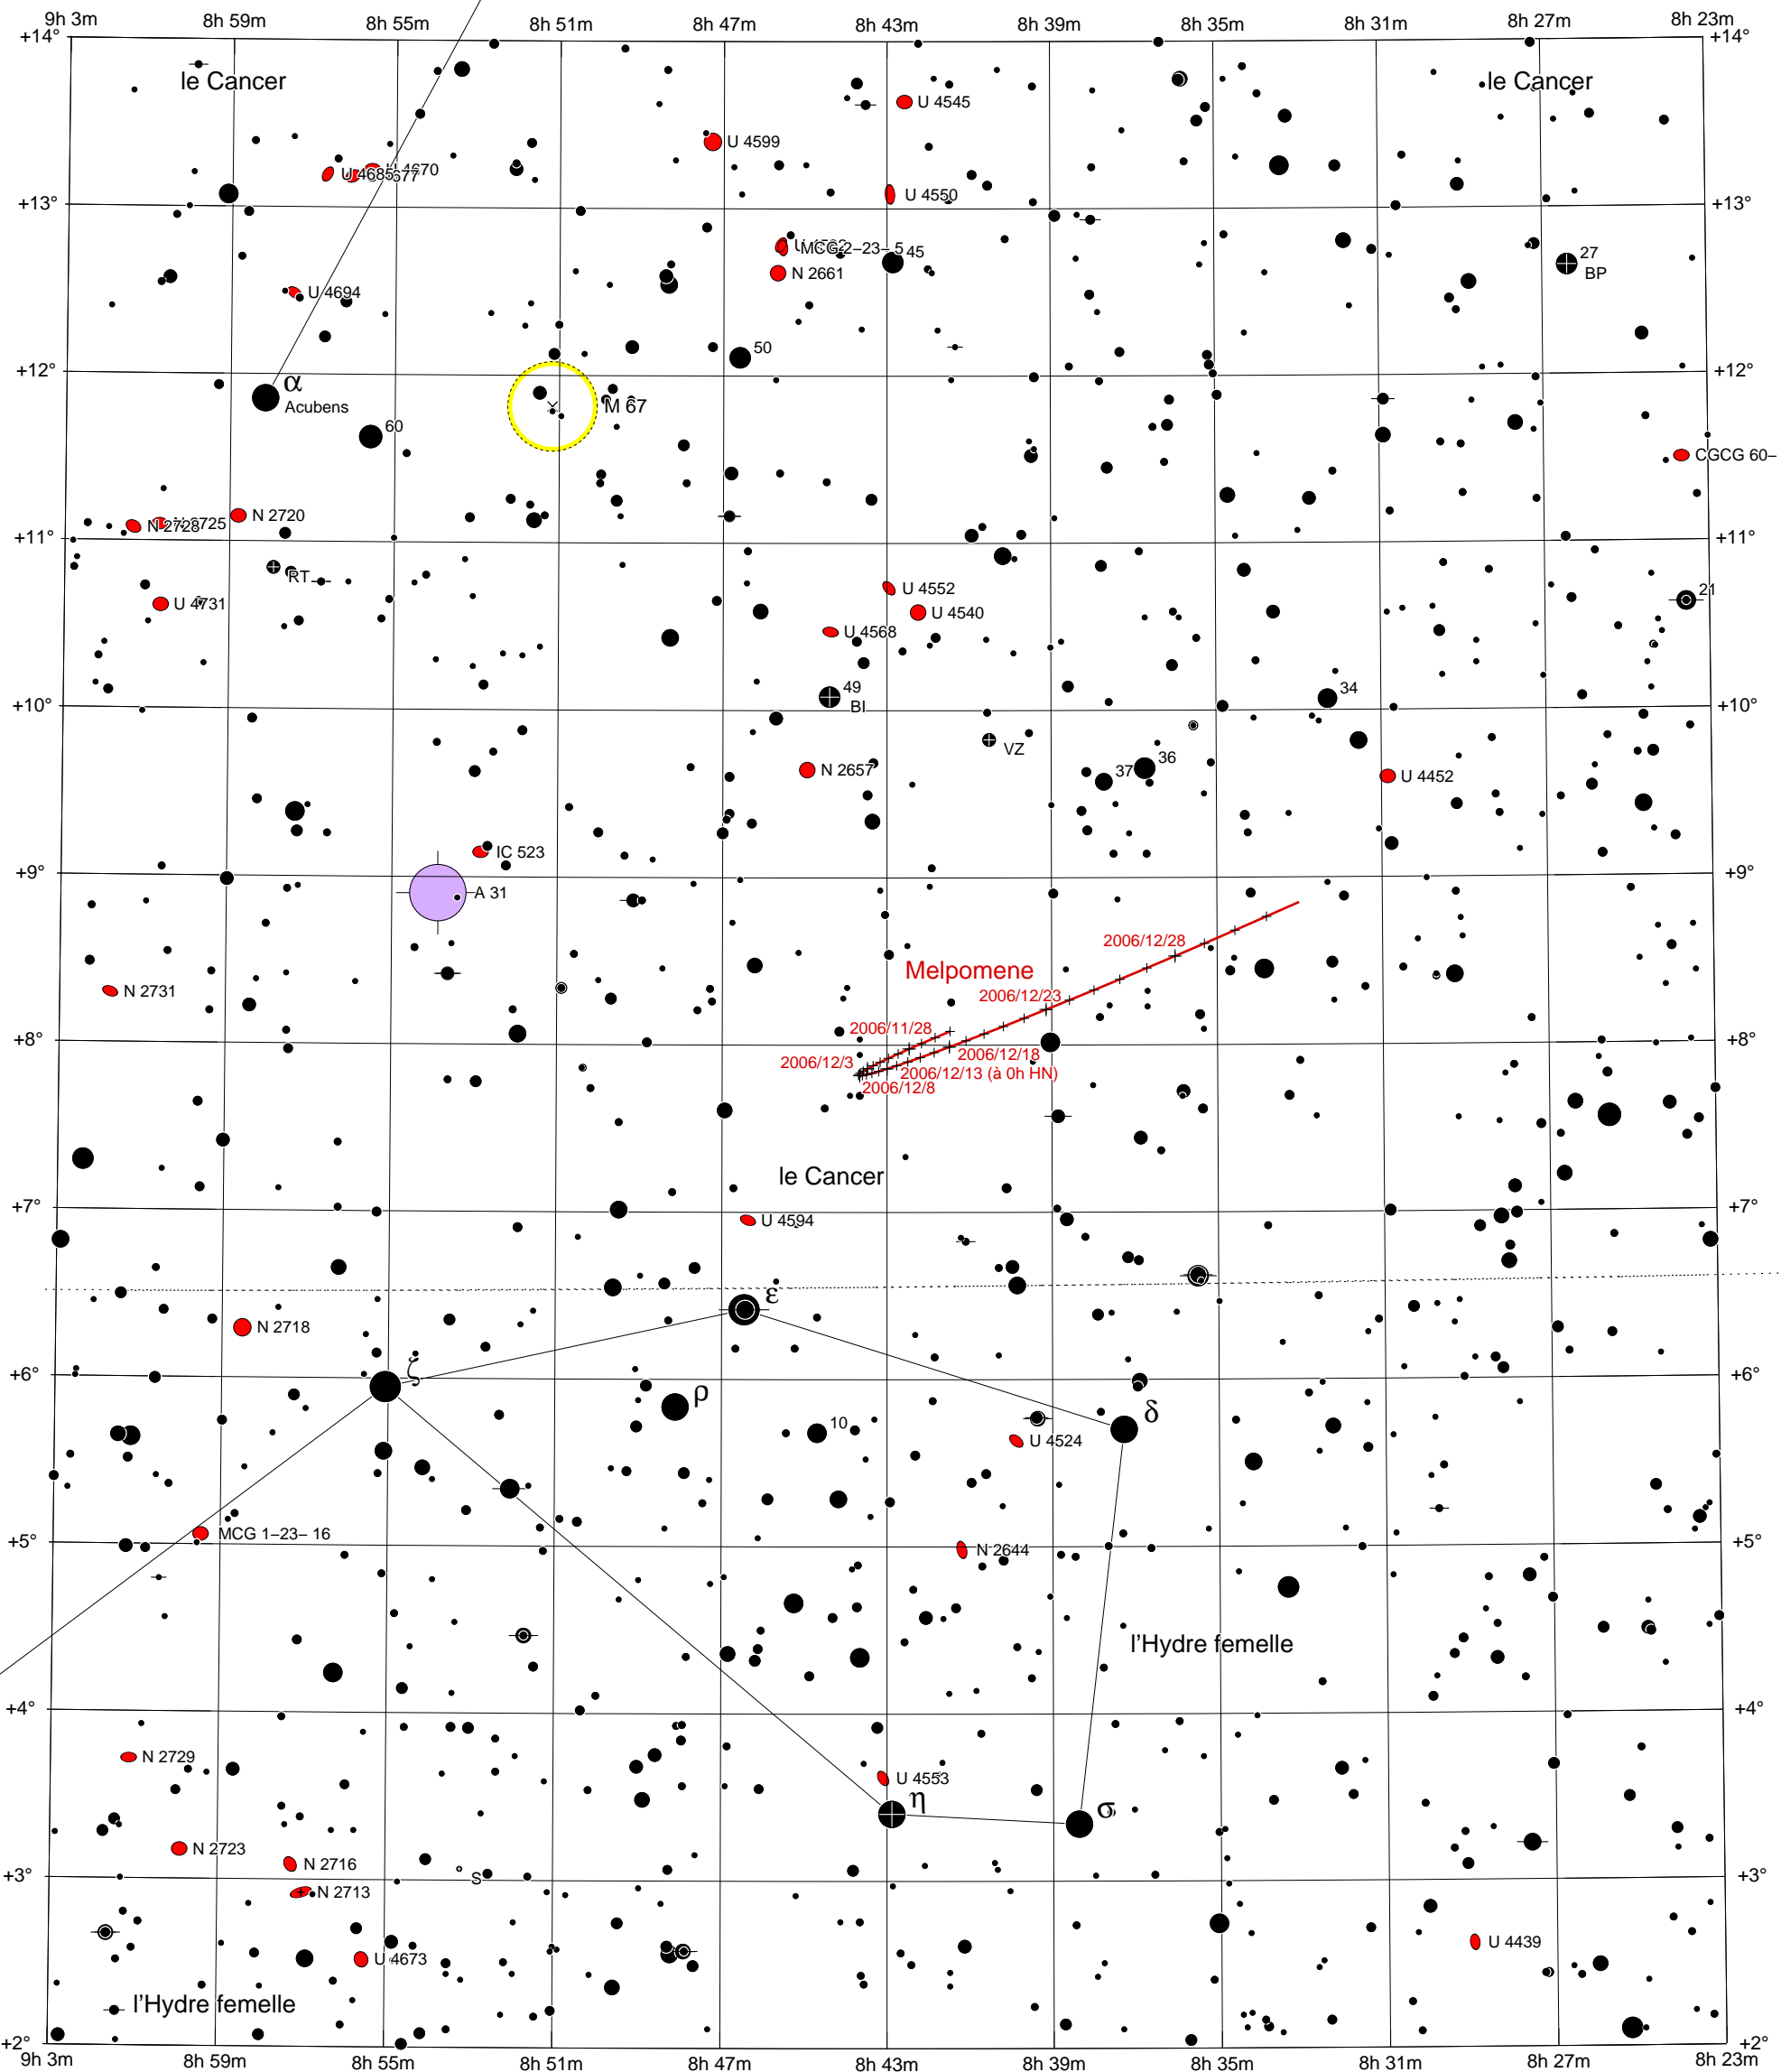 9h 3m 8h 59m 8h 55m 8h 51m 8h 47m 8h 43m 8h 39m 8h 35m 8h 31m 8h 27m 8h 23m
+14° +14°
le Cancer le Cancer
U 4545
U 4599
U 4685 4670
U 4550
+13° +13°
MCG 2–23–5 45
27
BP
N 2661
U 4694
50
+12° +12°
α
Acubens
M 67
60
CGCG 60–
N 2720
N 2728 N 2725
+11° +11°
RT
U 4552
21
U 4731
U 4540
U 4568
49
BI
34
+10° +10°
VZ
36
37
N 2657
U 4452
IC 523
+9° +9°
A 31
2006/12/28
Melpomene
N 2731
2006/12/23
2006/11/28
+8° +8°
2006/12/18
2006/12/3
2006/12/13 (à 0h HN)
2006/12/8
le Cancer
+7° +7°
U 4594
ε
N 2718
+6° +6°
ζ
ρ
δ
10
U 4524
MCG 1–23– 16
+5° +5°
N 2644
l'Hydre femelle
+4° +4°
N 2729
U 4553
η
σ
N 2723
N 2716
+3° +3°
S
N 2713
U 4673
U 4439
l'Hydre femelle
+2° +2°
9h 3m 8h 59m 8h 55m 8h 51m 8h 47m 8h 43m 8h 39m 8h 35m 8h 31m 8h 27m 8h 23m